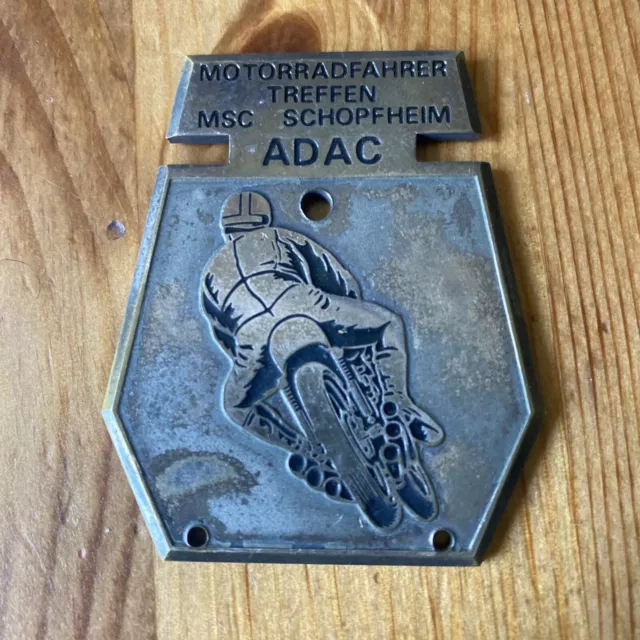 MOTORRADFAHRER
TREFFEN
MSC SCHOPFHEIM
ADAC